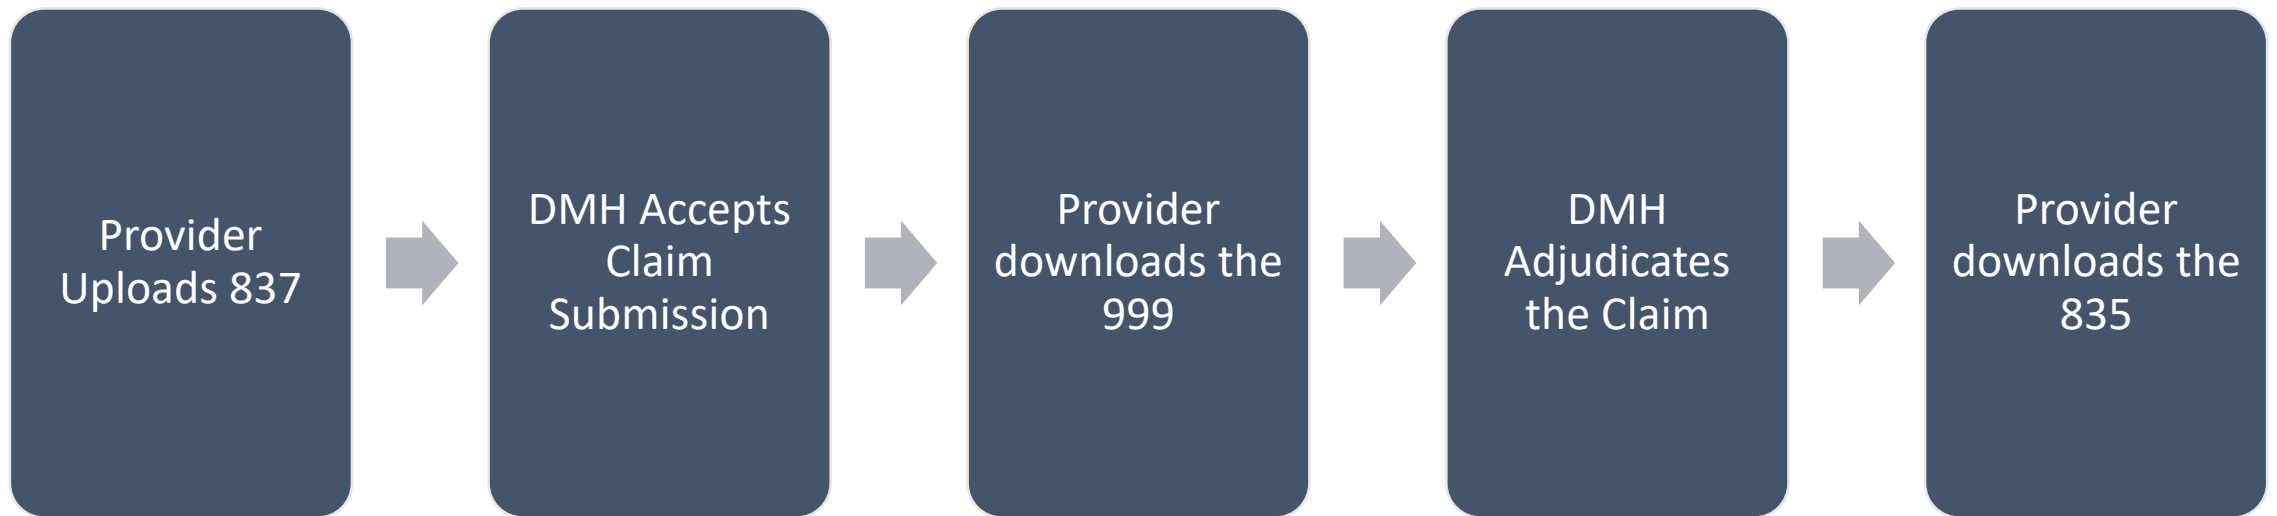 Provider
Uploads 837
DMH Accepts
Claim
Submission
Provider
downloads the
999
DMH
Adjudicates
the Claim
Provider
downloads the
835